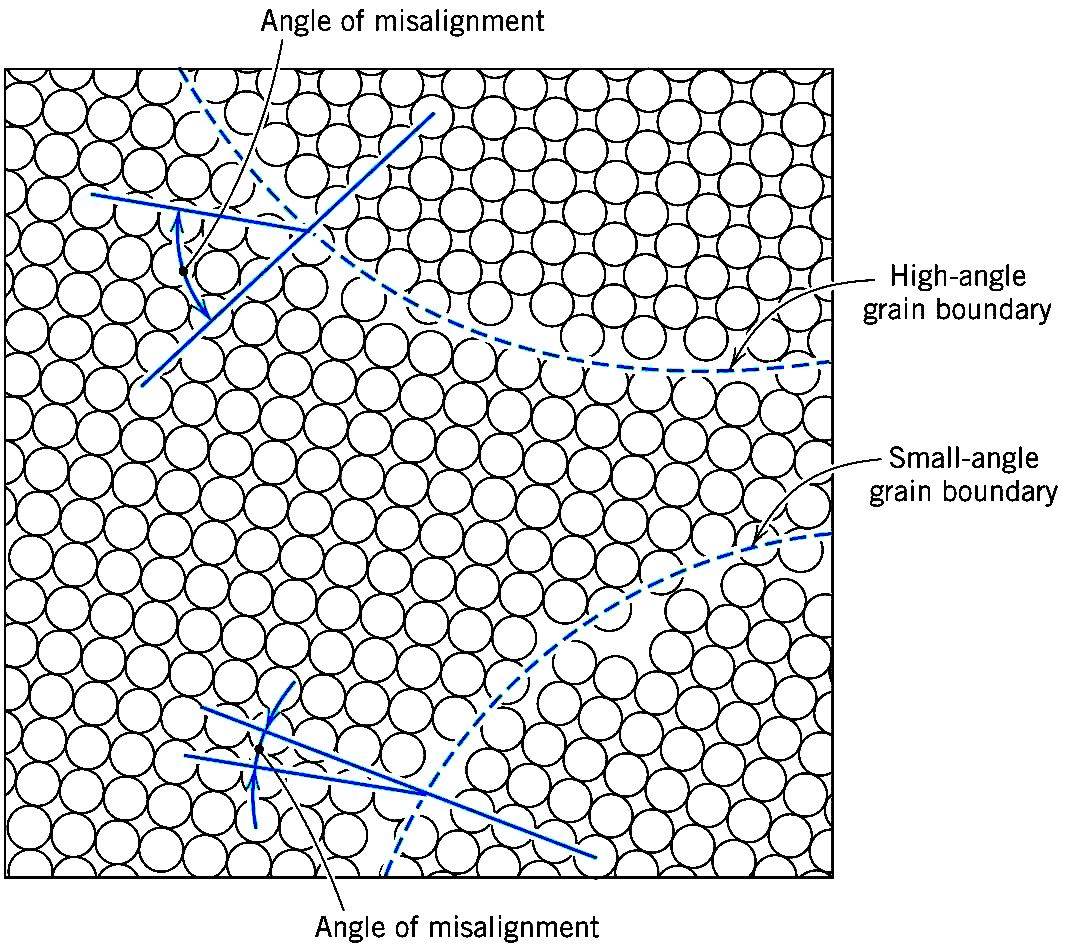 Angle of misalignment
High-angle
grain boundary
Small-angle
grain boundary
Angle of misalignment